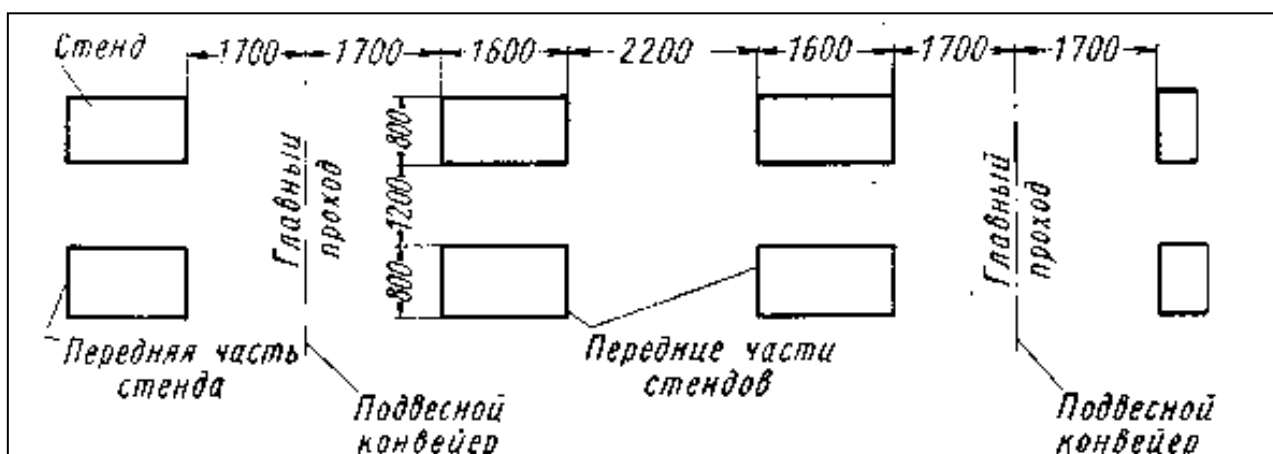 Стенд
1700 1700 1600 2200 1600 1700 1700
800
1200
800
Главный
проход
Главный
проход
Передняя часть
стенда
Передние части
стендов
Подвесной
конвейер
Подвесной
конвейер